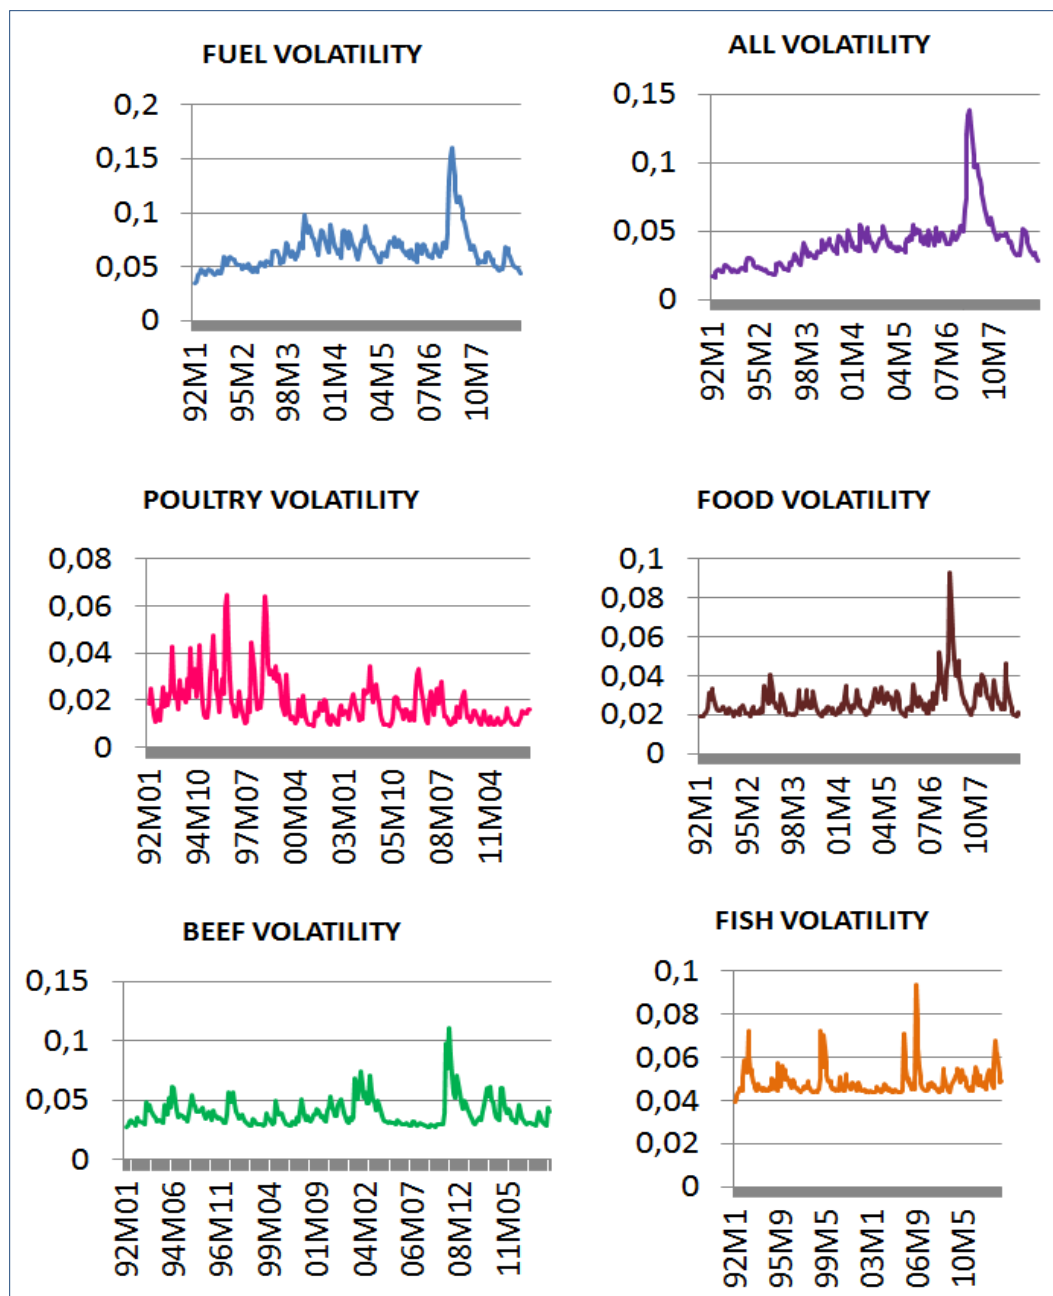 FUEL VOLATILITY
0,2
0,15
0,1
0,05
0
92M1
95M2
98M3
01M4
04M5
07M6
10M7
ALL VOLATILITY
0,15
0,1
0,05
0
92M1
95M2
98M3
01M4
04M5
07M6
10M7
POULTRY VOLATILITY
0,08
0,06
0,04
0,02
0
92M01
94M10
97M07
00M04
03M01
05M10
08M07
11M04
FOOD VOLATILITY
0,1
0,08
0,06
0,04
0,02
0
92M1
95M2
98M3
01M4
04M5
07M6
10M7
BEEF VOLATILITY
0,15
0,1
0,05
0
92M01
94M06
96M11
99M04
01M09
04M02
06M07
08M12
11M05
FISH VOLATILITY
0,1
0,08
0,06
0,04
0,02
0
92M1
95M9
99M5
03M1
06M9
10M5